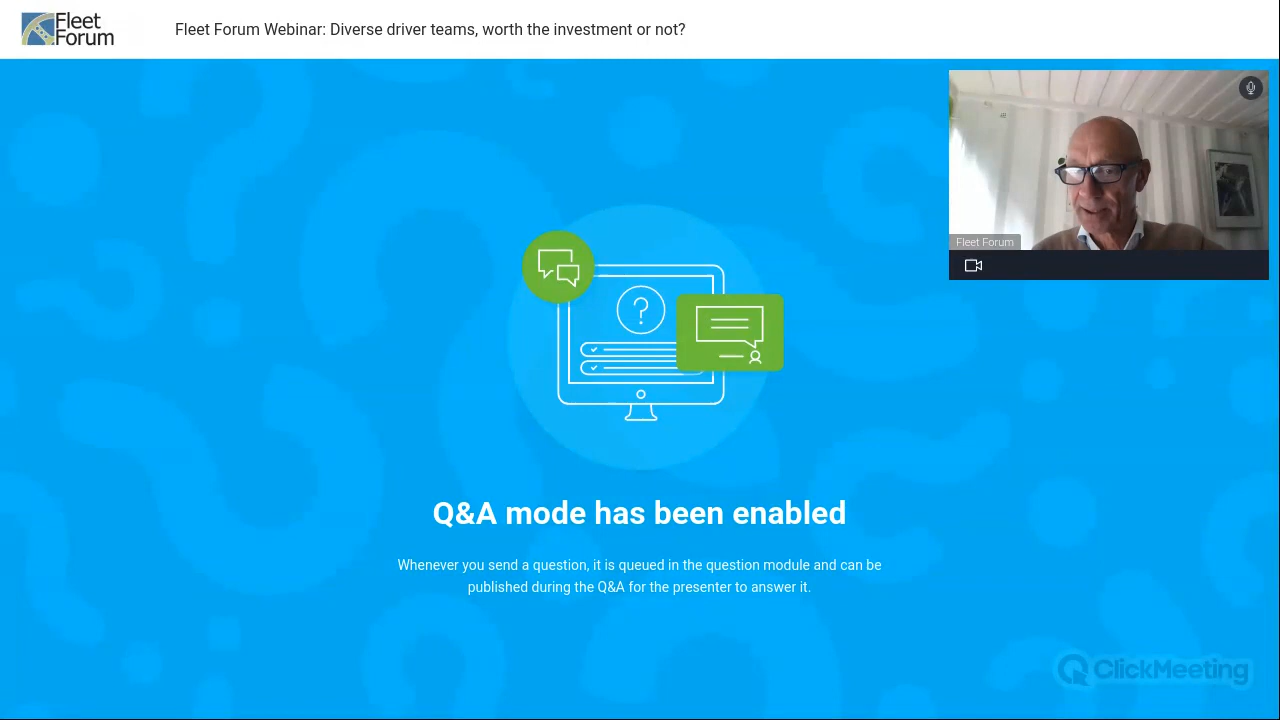 Fleet
Forum
Fleet Forum Webinar: Diverse driver teams, worth the investment or not?
Fleet Forum
Q&A mode has been enabled
Whenever you send a question, it is queued in the question module and can be
published during the Q&A for the presenter to answer it.
ClickMeeting